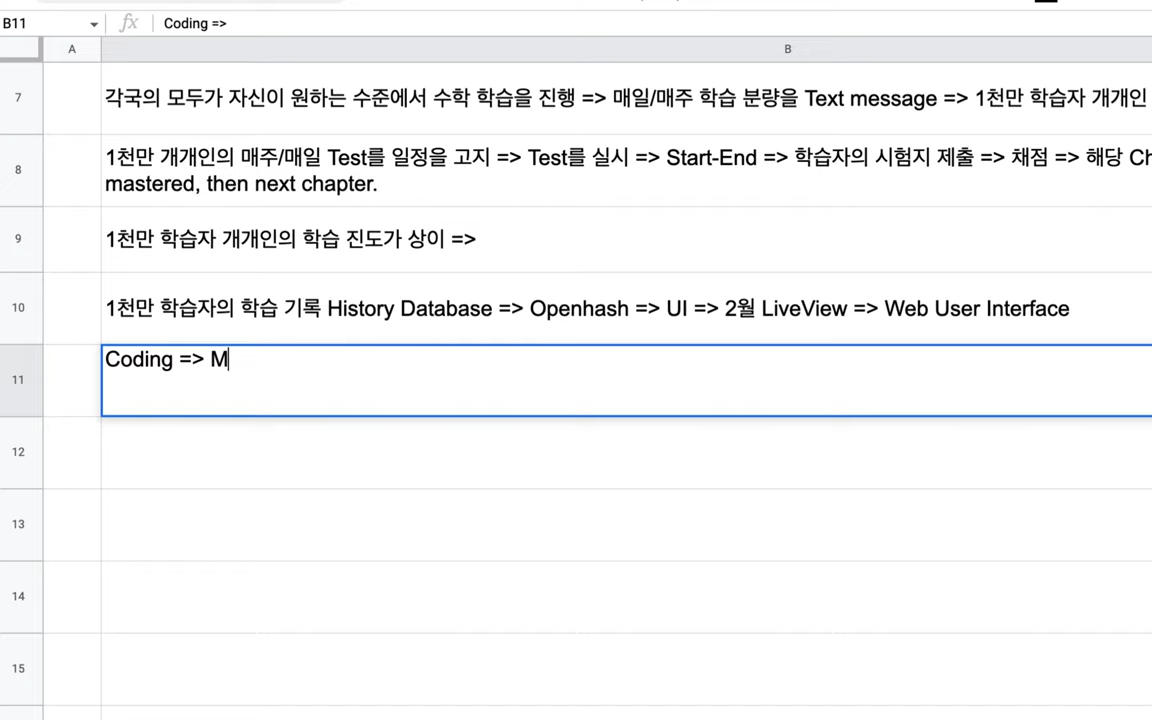 B11 fx Coding =>
A B
7 각국의 모두가 자신이 원하는 수준에서 수학 학습을 진행 => 매일/매주 학습 분량을 Text message => 1천만 학습자 개개인
8 1천만 개개인의 매주/매일 Test를 일정을 고지 => Test를 실시 => Start-End => 학습자의 시험지 제출 => 채점 => 해당 Ch
mastered, then next chapter.
9 1천만 학습자 개개인의 학습 진도가 상이 =>
10 1천만 학습자의 학습 기록 History Database => Openhash => UI => 2월 LiveView => Web User Interface
11 Coding => M
12
13
14
15